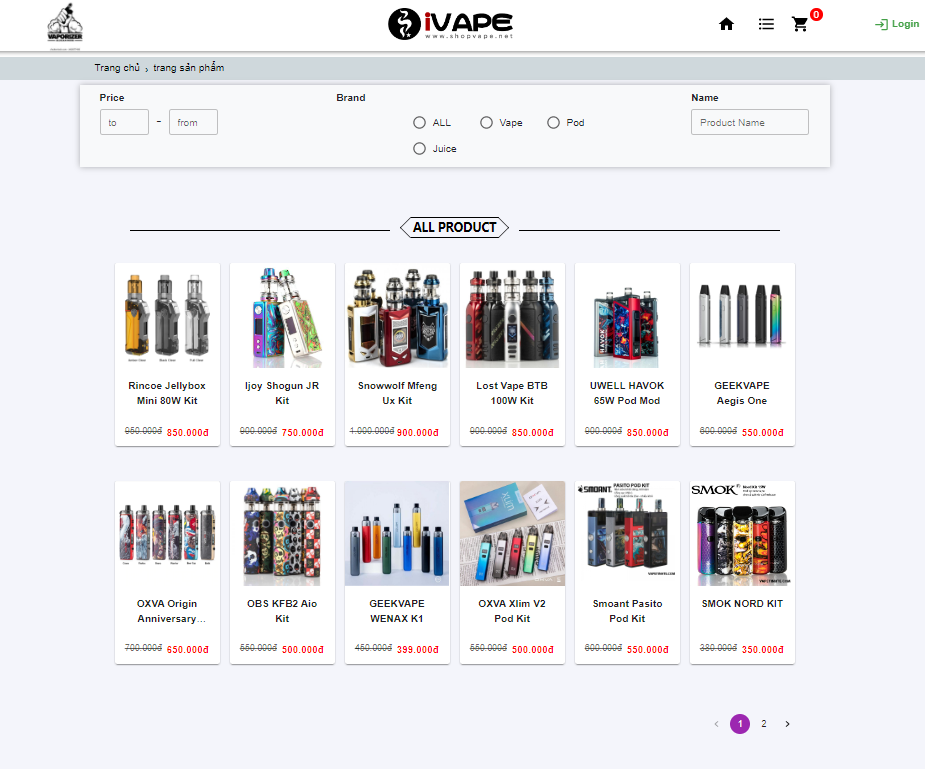 VAPORIZER
iVAPE
www.shopvape.net
0
Login
Trang chủ › trang sản phẩm
Price
Brand
Name
to
-
from
ALL
Vape
Pod
Product Name
Juice
ALL PRODUCT
Rincoe Jellybox
Mini 80W Kit
950.000đ 850.000đ
Ijoy Shogun JR
Kit
900.000đ 750.000đ
Snowwolf Mfeng
Ux Kit
1.000.000đ 900.000đ
Lost Vape BTB
100W Kit
900.000đ 850.000đ
HAVOK
UWELL HAVOK
65W Pod Mod
900.000đ 850.000đ
GEEKVAPE
Aegis One
600.000đ 550.000đ
OXVA Origin
Anniversary...
700.000đ 650.000đ
OBS KFB2 Aio
Kit
550.000đ 500.000đ
GEEKVAPE
WENAX K1
450.000đ 399.000đ
XLIM
OXVA Xlim V2
Pod Kit
550.000đ 500.000đ
SMOANT
PASITO POD KIT
Smoant Pasito
Pod Kit
600.000đ 550.000đ
SMOK
SMOK NORD KIT
380.000đ 350.000đ
‹ 1 2 ›